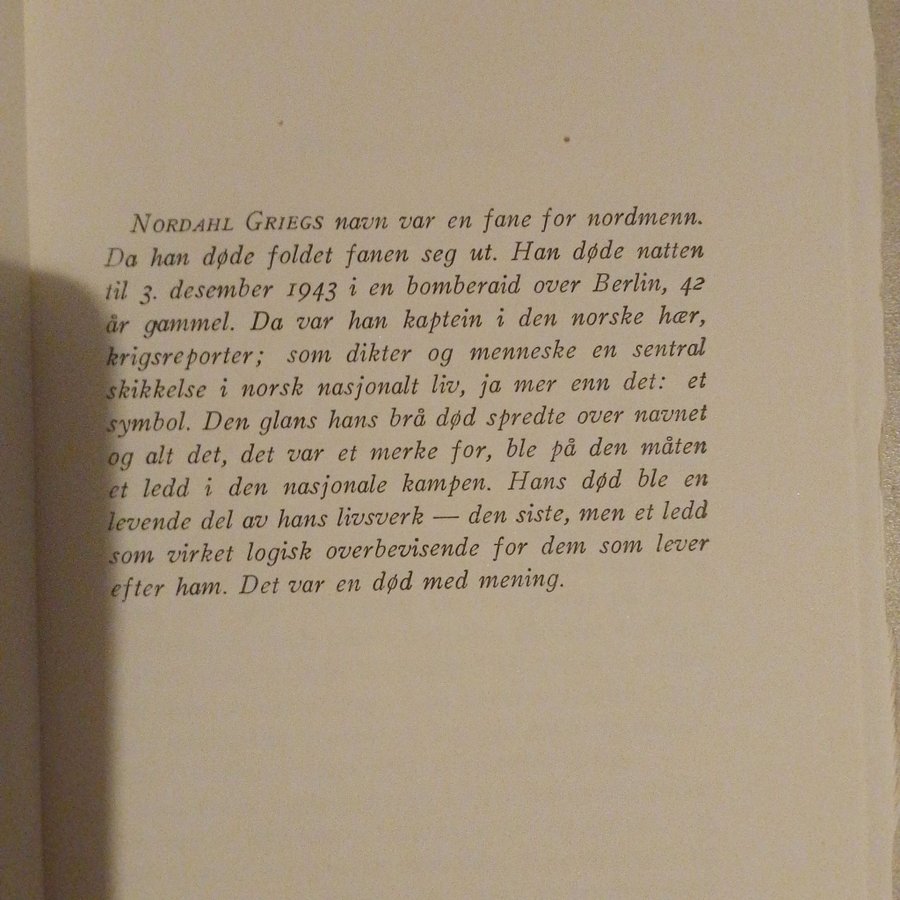 NORDAHL GRIEGS navn var en fane for nordmenn.
Da han døde foldet fanen seg ut. Han døde natten
til 3. desember 1943 i en bomberaid over Berlin, 42
år gammel. Da var han kaptein i den norske hær,
krigsreporter; som dikter og menneske en sentral
skikkelse i norsk nasjonalt liv, ja mer enn det: et
symbol. Den glans hans brå død spredte over navnet
og alt det, det var et merke for, ble på den måten
et ledd i den nasjonale kampen. Hans død ble en
levende del av hans livsverk — den siste, men et ledd
som virket logisk overbevisende for dem som lever
efter ham. Det var en død med mening.